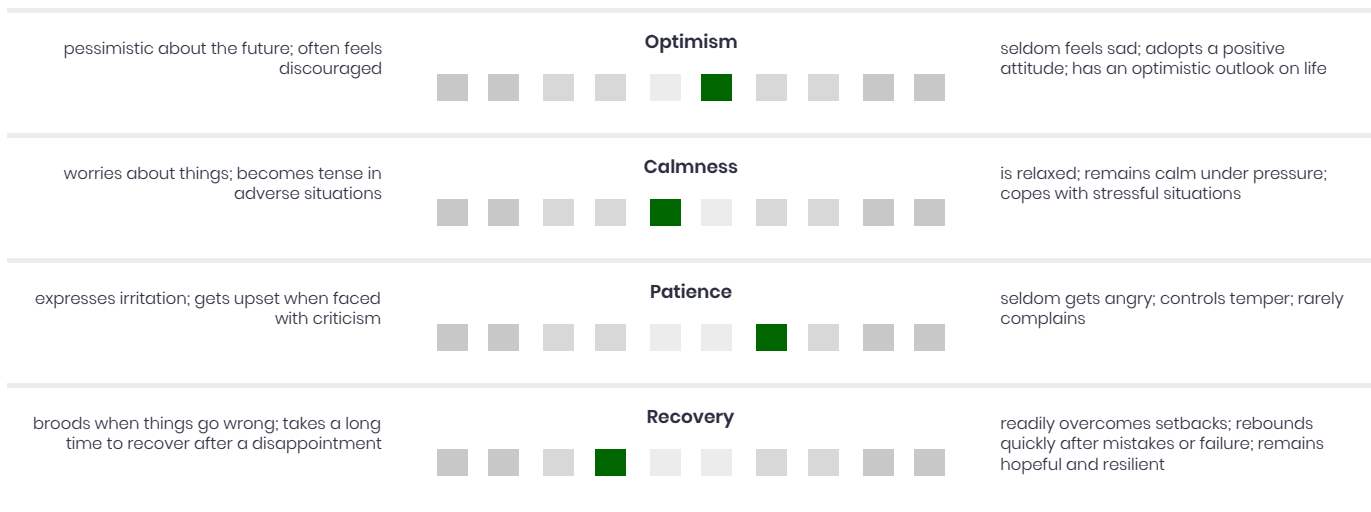 Optimism
pessimistic about the future; often feels
discouraged
seldom feels sad; adopts a positive
attitude; has an optimistic outlook on life
Calmness
worries about things; becomes tense in
adverse situations
is relaxed; remains calm under pressure;
copes with stressful situations
Patience
expresses irritation; gets upset when faced
with criticism
seldom gets angry; controls temper; rarely
complains
Recovery
broods when things go wrong; takes a long
time to recover after a disappointment
readily overcomes setbacks; rebounds
quickly after mistakes or failure; remains
hopeful and resilient